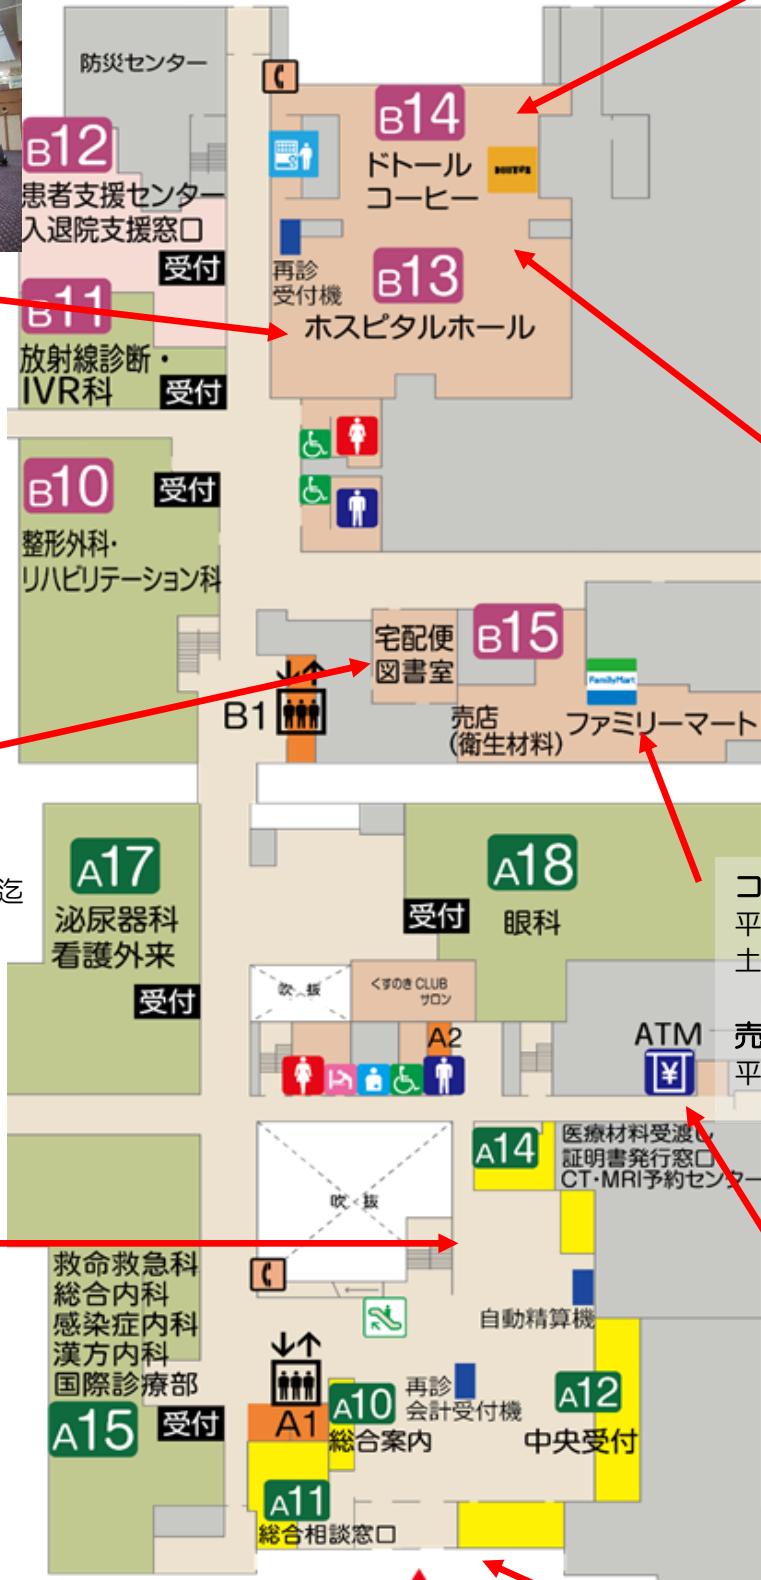 防災センター
B14
ドトール
コーヒー
DOUTOR
B12
患者支援センター
入退院支援窓口
受付
再診
受付機
B13
ホスピタルホール
B11
放射線診断・
IVR科
受付
B10
受付
整形外科・
リハビリテーション科
宅配便
図書室
B15
FamilyMart
B1
売店
(衛生材料)
ファミリーマート
A17
泌尿器科
看護外来
受付
迄
A18
眼科
受付
コ
平
土
売
平
吹抜
くすのき CLUB
サロン
A2
ATM
¥
A14
医療材料受渡し
証明書発行窓口
CT・MRI予約センター
吹抜
救命救急科
総合内科
感染症内科
漢方内科
国際診療部
A15
受付
自動精算機
A1
A10
総合案内
再診
会計受付機
A12
中央受付
A11
総合相談窓口